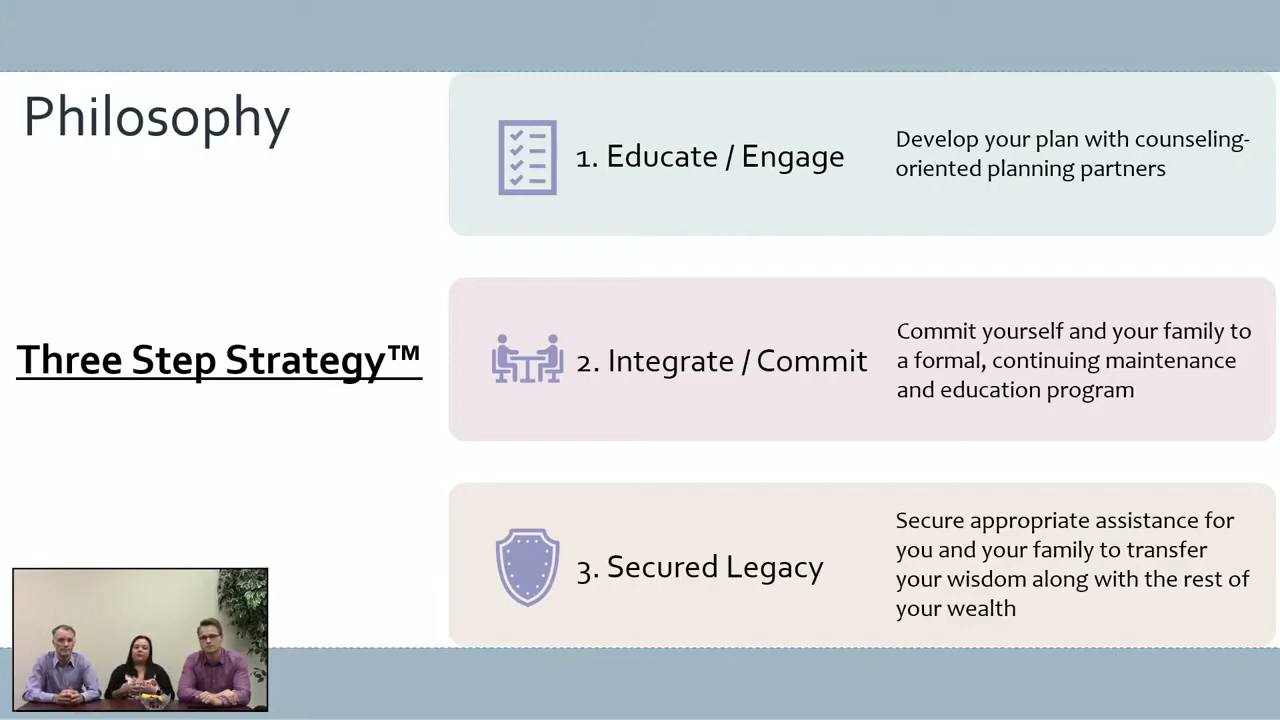 Philosophy
Three Step Strategy™
1. Educate / Engage
Develop your plan with counseling-
oriented planning partners
2. Integrate / Commit
Commit yourself and your family to
a formal, continuing maintenance
and education program
3. Secured Legacy
Secure appropriate assistance for
you and your family to transfer
your wisdom along with the rest of
your wealth